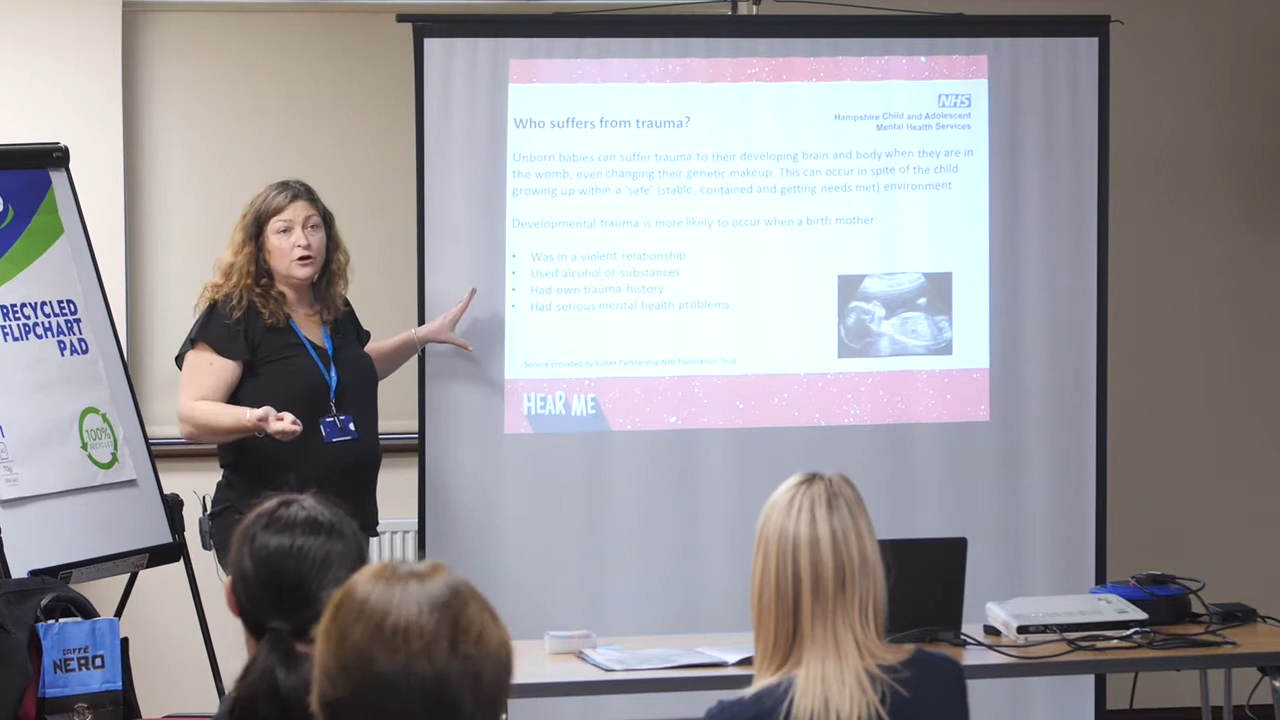 NHS
Hampshire Child and Adolescent
Mental Health Services
Who suffers from trauma?
Unborn babies can suffer trauma to their developing brain and body when they are in
the womb, even changing their genetic makeup. This can occur in spite of the child
growing up within a 'safe' (stable, contained and getting needs met) environment
Developmental trauma is more likely to occur when a birth mother:
• Was in a violent relationship
• Used alcohol or substances
• Had own trauma history
• Had serious mental health problems
Service provided by Sussex Partnership NHS Foundation Trust
HEAR ME
RECYCLED
FLIPCHART
PAD
100%
RECYCLED
70g
CAFFÈ
NERO